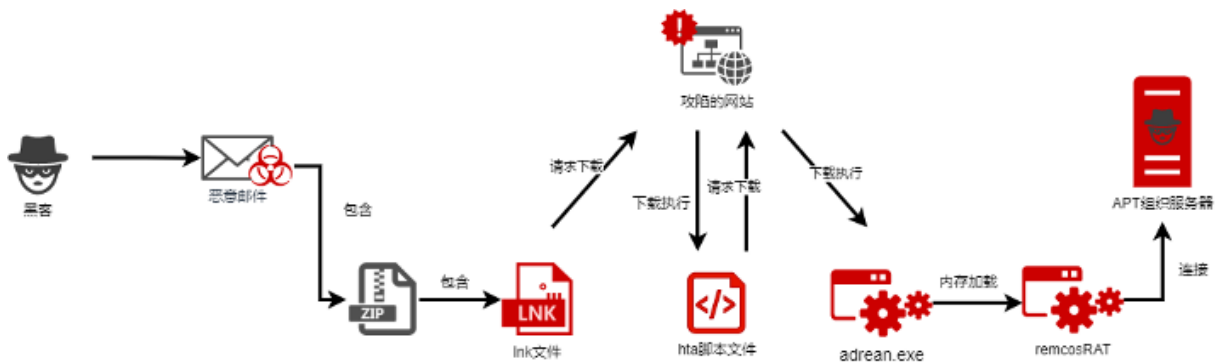 攻陷的网站
黑客
恶意邮件
包含
ZIP
包含
LNK
lnk文件
请求下载
下载执行
请求下载
hta脚本文件
下载执行
adrean.exe
内存加载
remcosRAT
连接
APT组织服务器